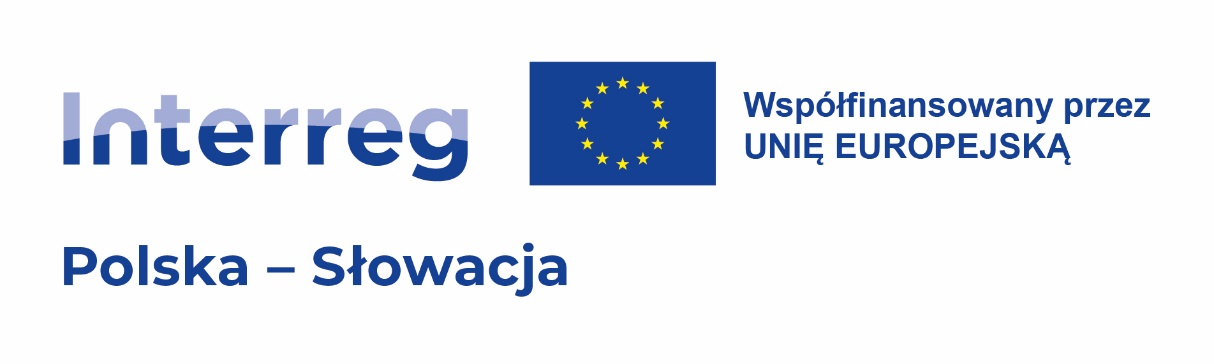 Interreg
Współfinansowany przez
UNIĘ EUROPEJSKĄ
Polska – Słowacja